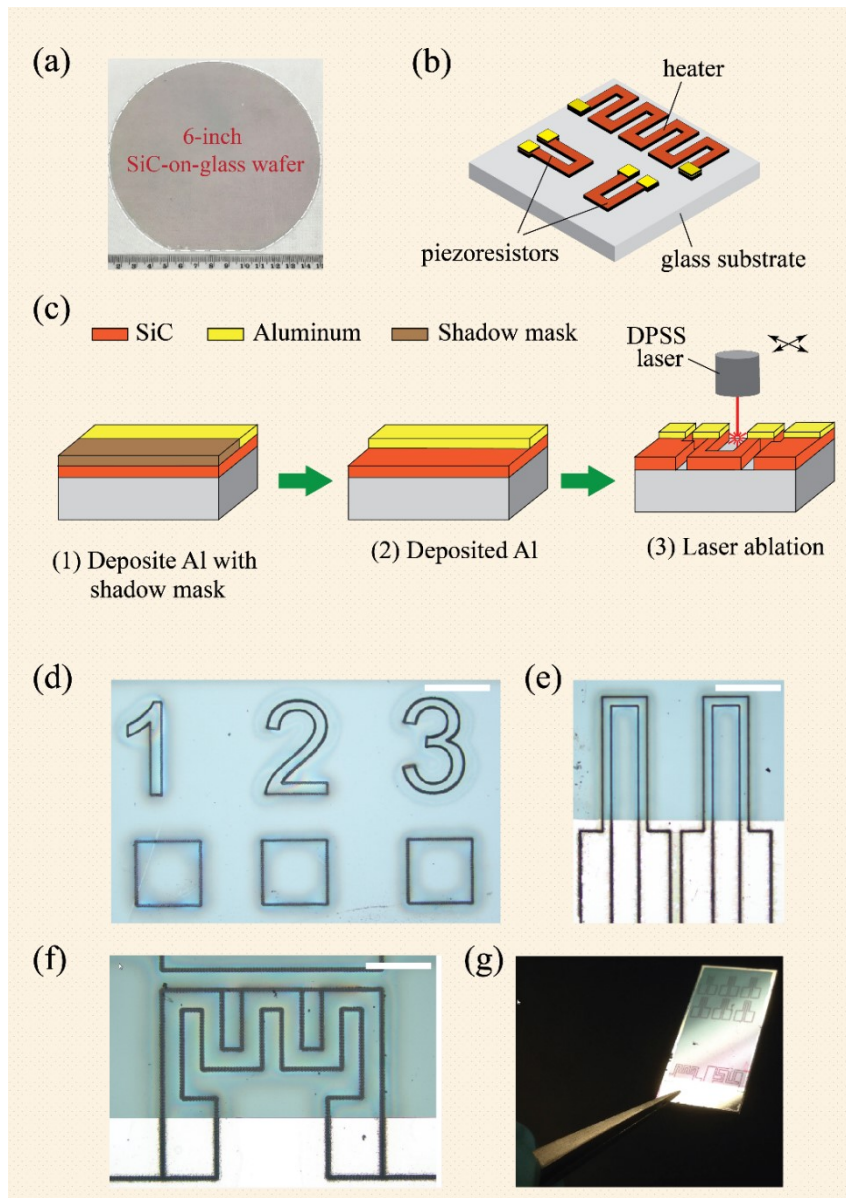 (a)
6-inch
SiC-on-glass wafer
(b)
heater
piezoresistors
glass substrate
(c)
SiC
Aluminum
Shadow mask
DPSS
laser
(1) Deposite Al with
shadow mask
(2) Deposited Al
(3) Laser ablation
(d)
1 2 3
(e)
(f)
(g)